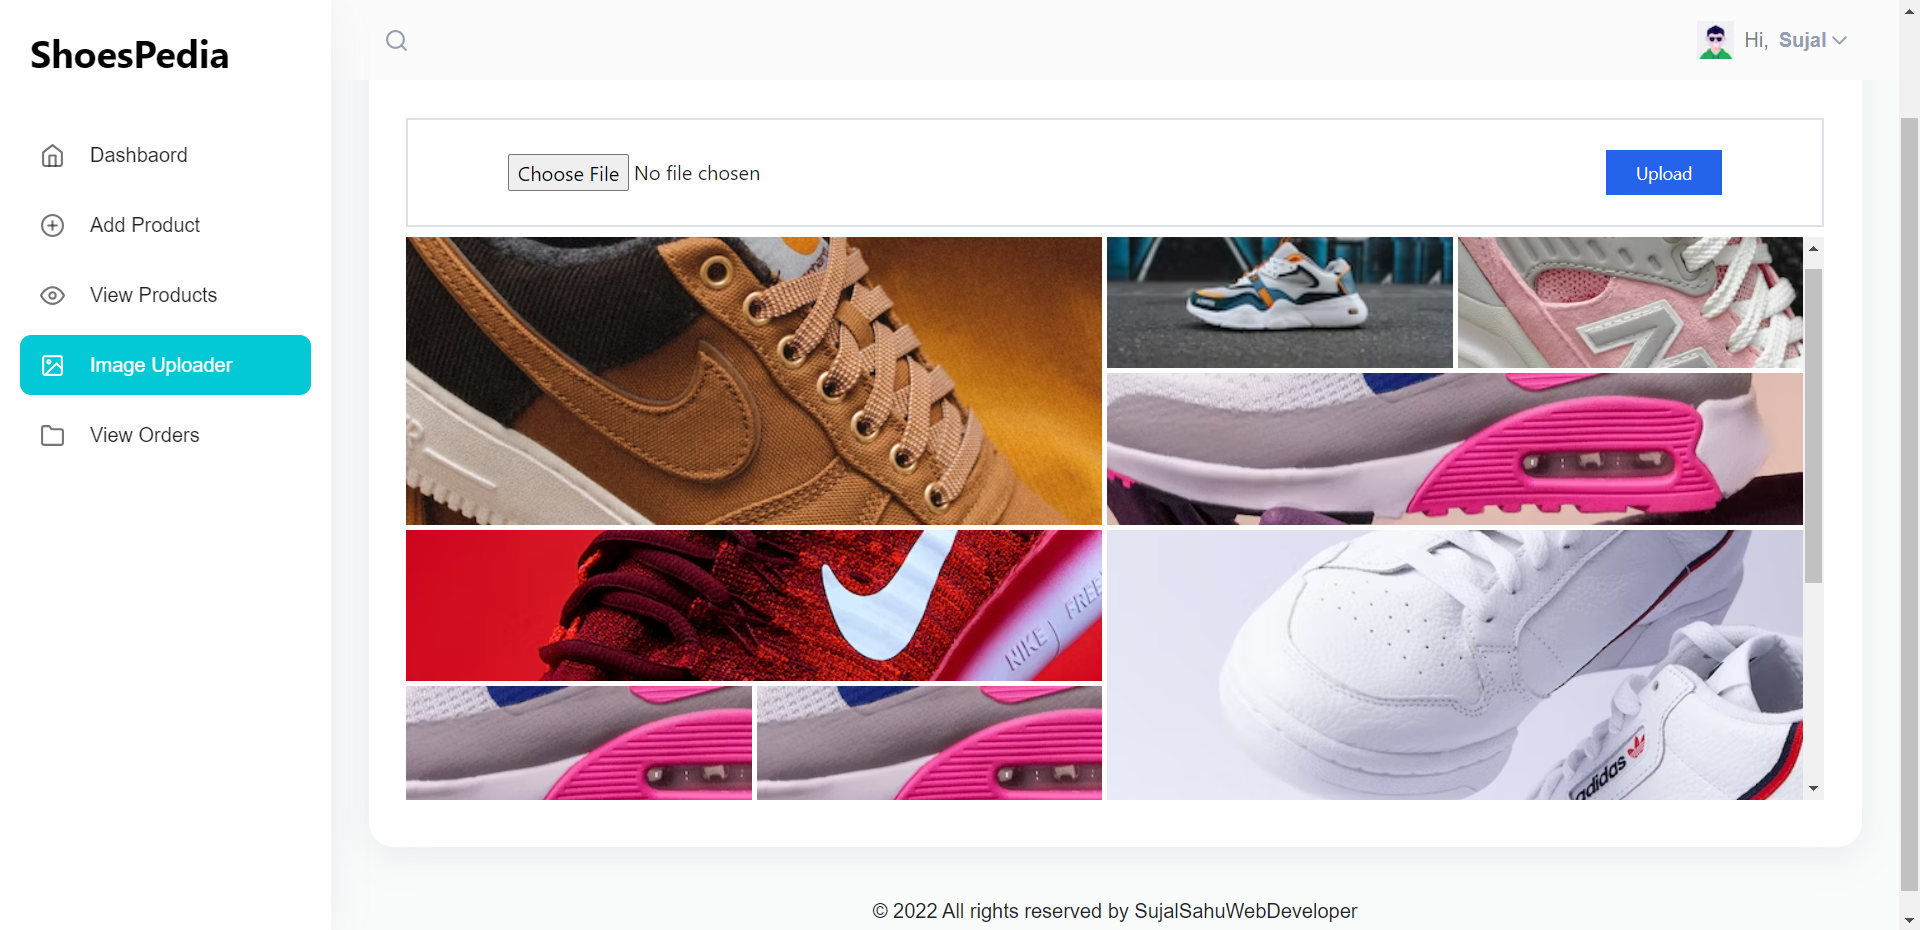 ShoesPedia
Hi, Sujal
Dashbaord
Add Product
View Products
Image Uploader
View Orders
Choose File No file chosen
Upload
N
NIKE FREE
adidas
© 2022 All rights reserved by SujalSahuWebDeveloper